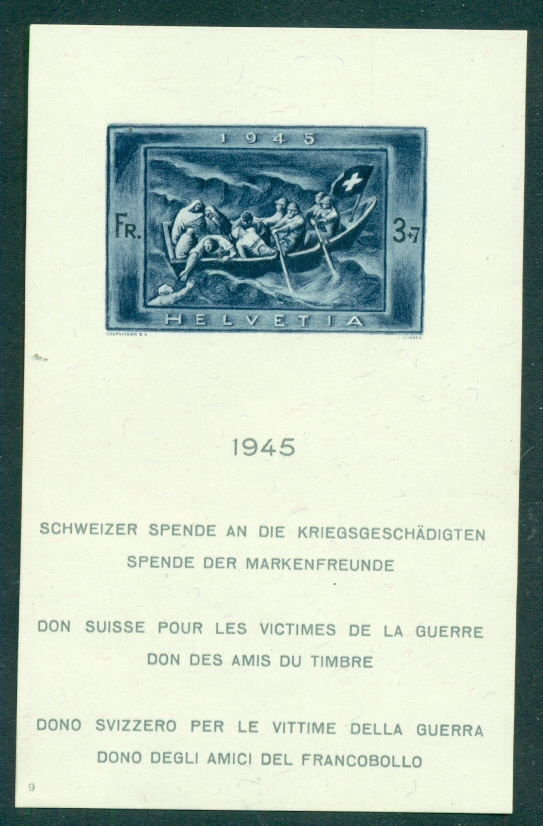 1945
FR.
3+7
HELVETIA
COURVOISIER S.A.
1945
SCHWEIZER SPENDE AN DIE KRIEGSGESCHÄDIGTEN
SPENDE DER MARKENFREUNDE
DON SUISSE POUR LES VICTIMES DE LA GUERRE
DON DES AMIS DU TIMBRE
DONO SVIZZERO PER LE VITTIME DELLA GUERRA
DONO DEGLI AMICI DEL FRANCOBOLLO
9